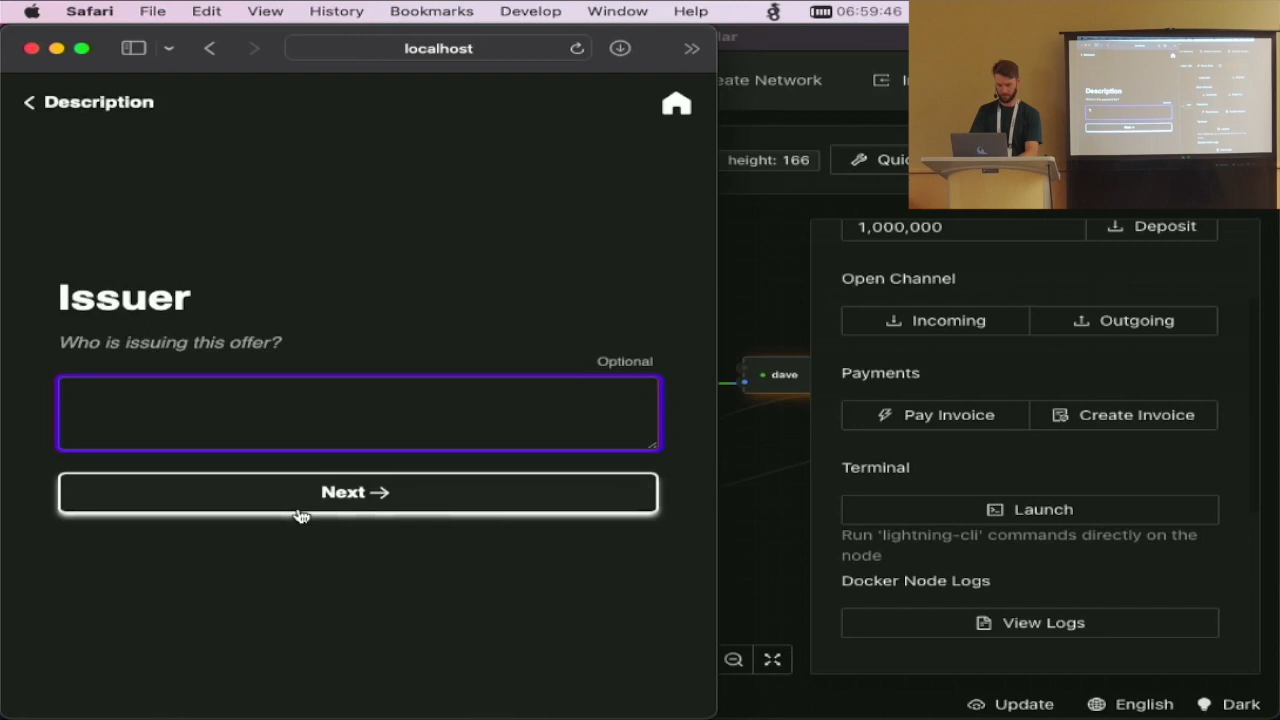 Safari File Edit View History Bookmarks Develop Window Help 06:59:46
localhost
lar
Description
eate Network
height: 166
Quic
Issuer
Who is issuing this offer?
Optional
Next →
dave
1,000,000
Deposit
Open Channel
Incoming
Outgoing
Payments
Pay Invoice
Create Invoice
Terminal
Launch
Run 'lightning-cli' commands directly on the
node
Docker Node Logs
View Logs
Update
English
Dark
Description